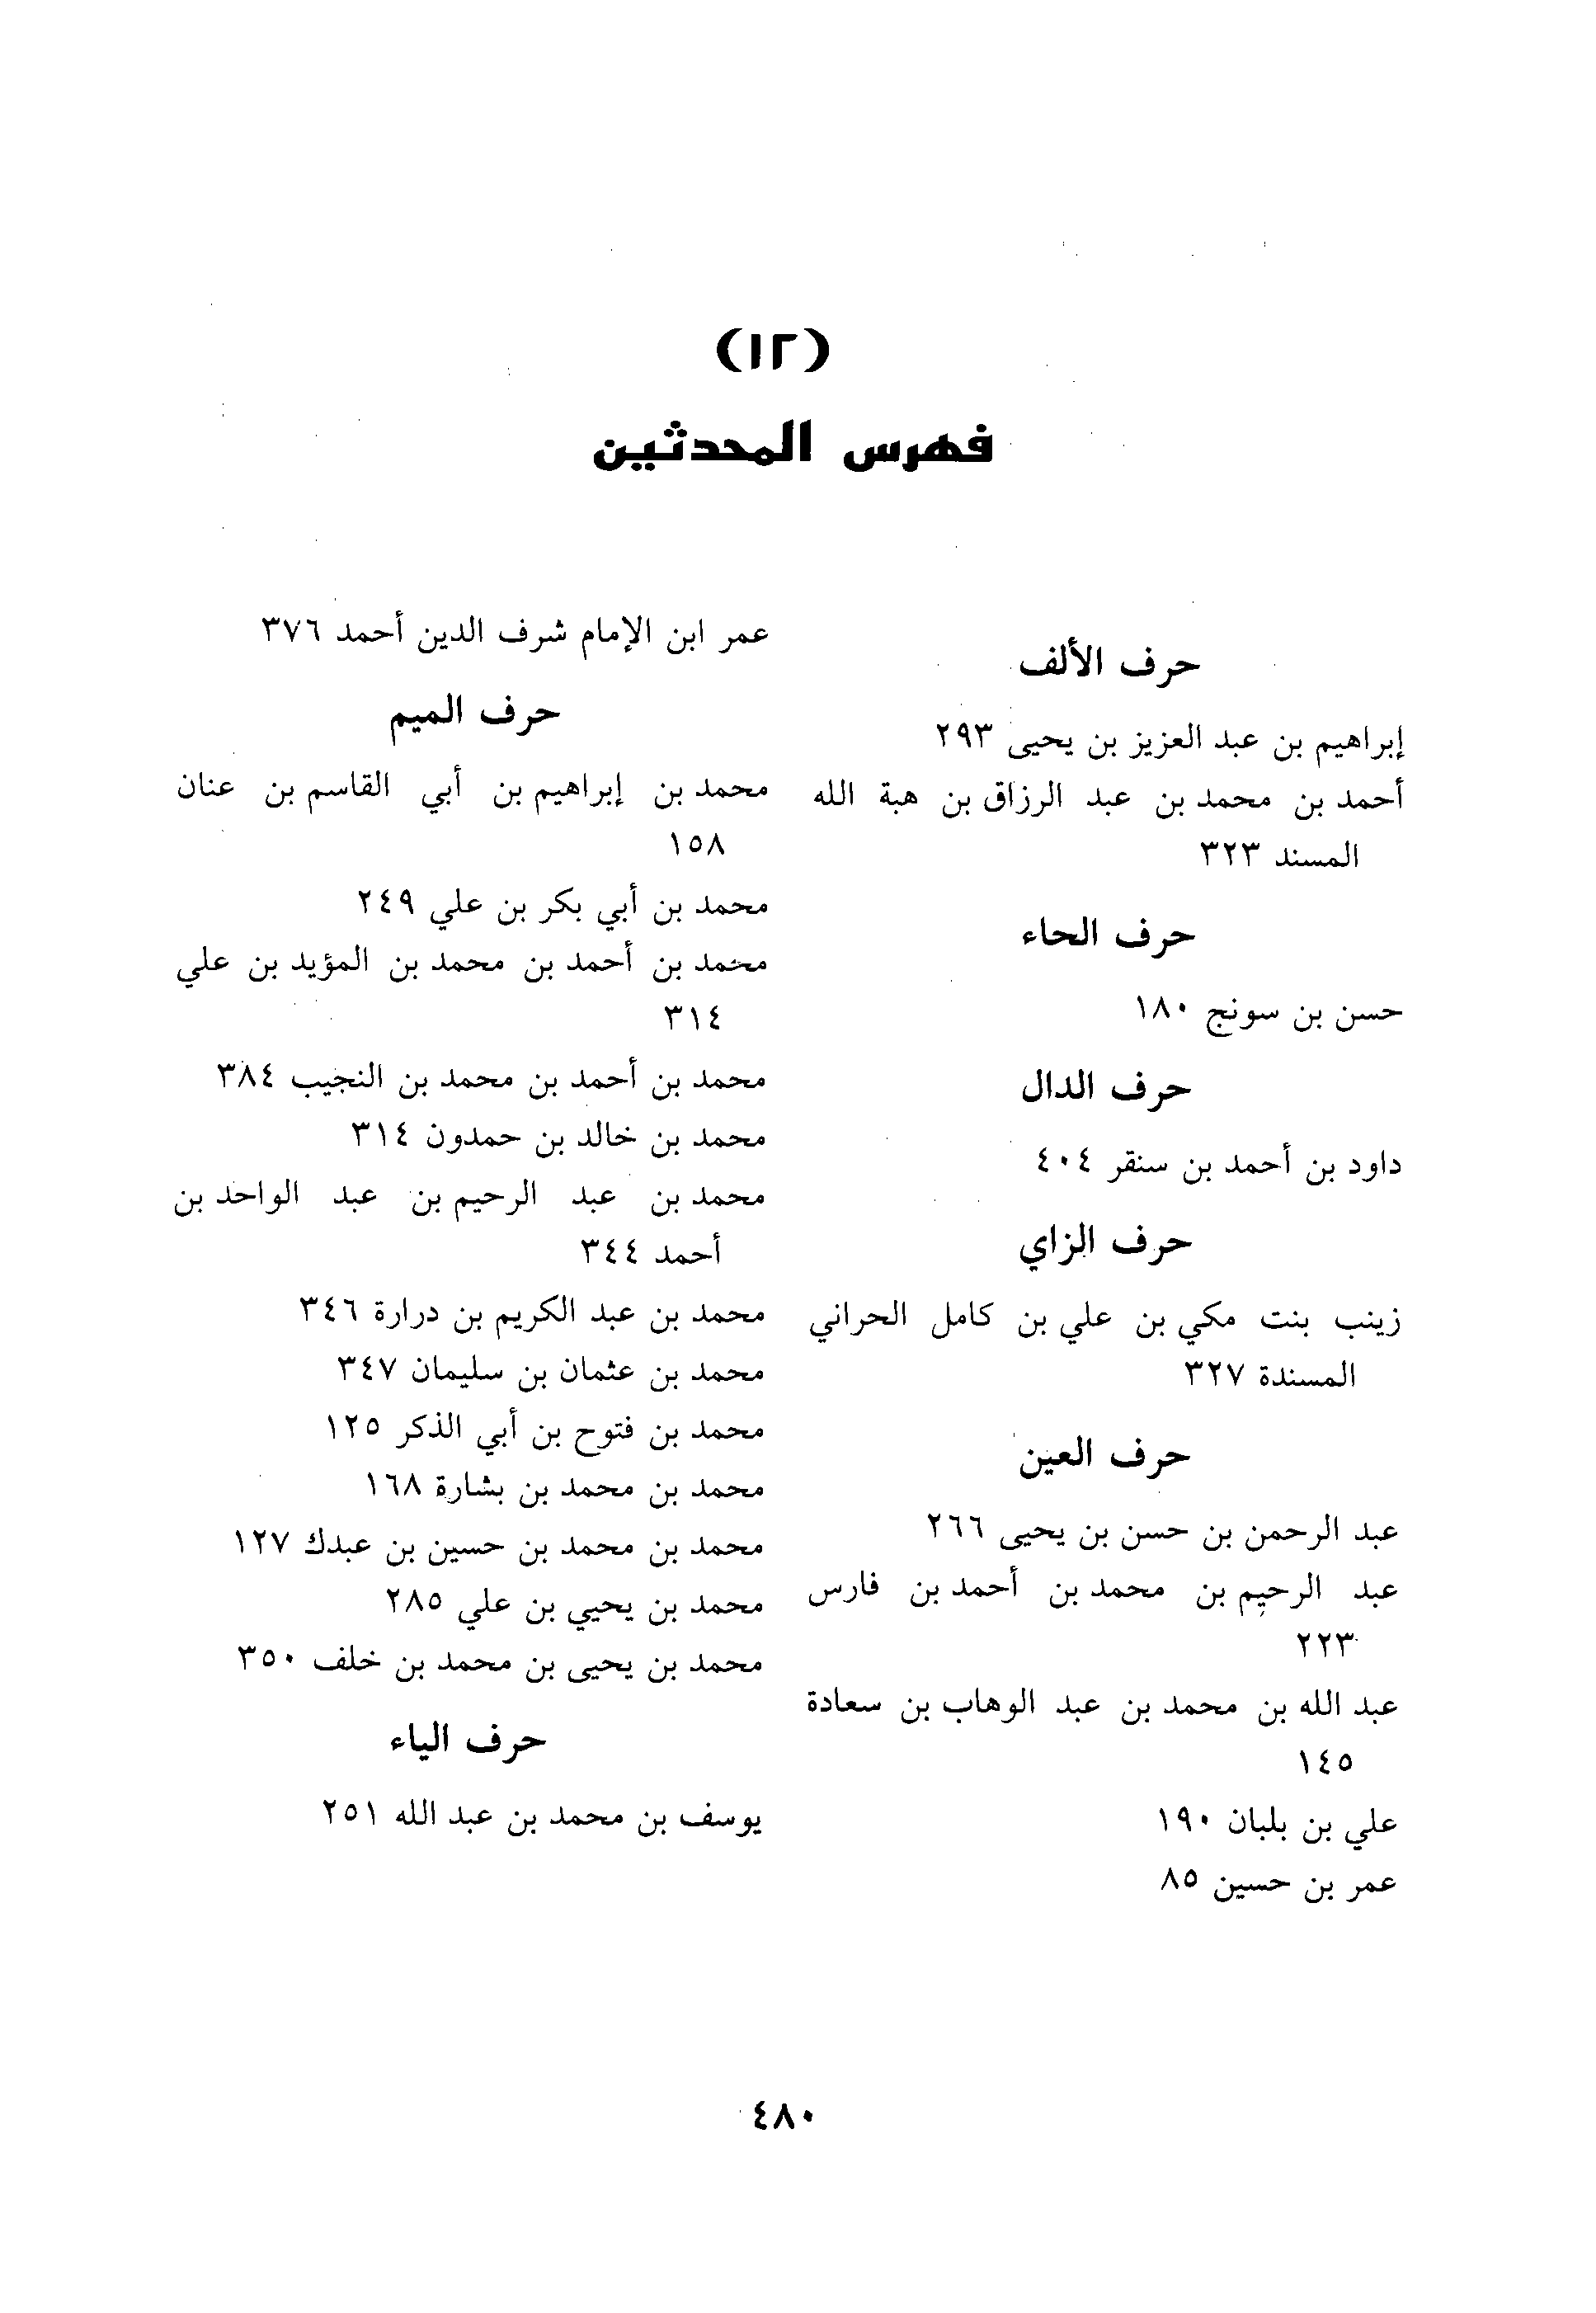 (١٢)
فهرس المحدثين
حرف الألف
إبراهيم بن عبد العزيز بن يحيى ٢٩٣
أحمد بن محمد بن عبد الرزاق بن هبة الله
المسند ٣٢٣
حرف الحاء
حسن بن سونج ١٨٠
حرف الدال
داود بن أحمد بن سنقر ٤٠٤
حرف الزاي
زينب بنت مكي بن علي بن كامل الحراني
المسندة ٣٢٧
حرف العين
عبد الرحمن بن حسن بن يحيى ٢٦٦
عبد الرحيم بن محمد بن أحمد بن فارس
٢٢٣
عبد الله بن محمد بن عبد الوهاب بن سعادة
١٤٥
علي بن بلبان ١٩٠
عمر بن حسين ٨٥
عمر ابن الإمام شرف الدين أحمد ٣٧٦
حرف الميم
محمد بن إبراهيم بن أبي القاسم بن عنان
١٥٨
محمد بن أبي بكر بن علي ٢٤٩
محمد بن أحمد بن محمد بن المؤيد بن علي
٣١٤
محمد بن أحمد بن محمد بن النجيب ٣٨٤
محمد بن خالد بن حمدون ٣١٤
محمد بن عبد الرحيم بن عبد الواحد بن
أحمد ٣٤٤
محمد بن عبد الكريم بن درارة ٣٤٦
محمد بن عثمان بن سليمان ٣٤٧
محمد بن فتوح بن أبي الذكر ١٢٥
محمد بن محمد بن بشارة ١٦٨
محمد بن محمد بن حسين بن عبدك ١٢٧
محمد بن يحيي بن علي ٢٨٥
محمد بن يحيى بن محمد بن خلف ٣٥٠
حرف الياء
يوسف بن محمد بن عبد الله ٢٥١
٤٨٠